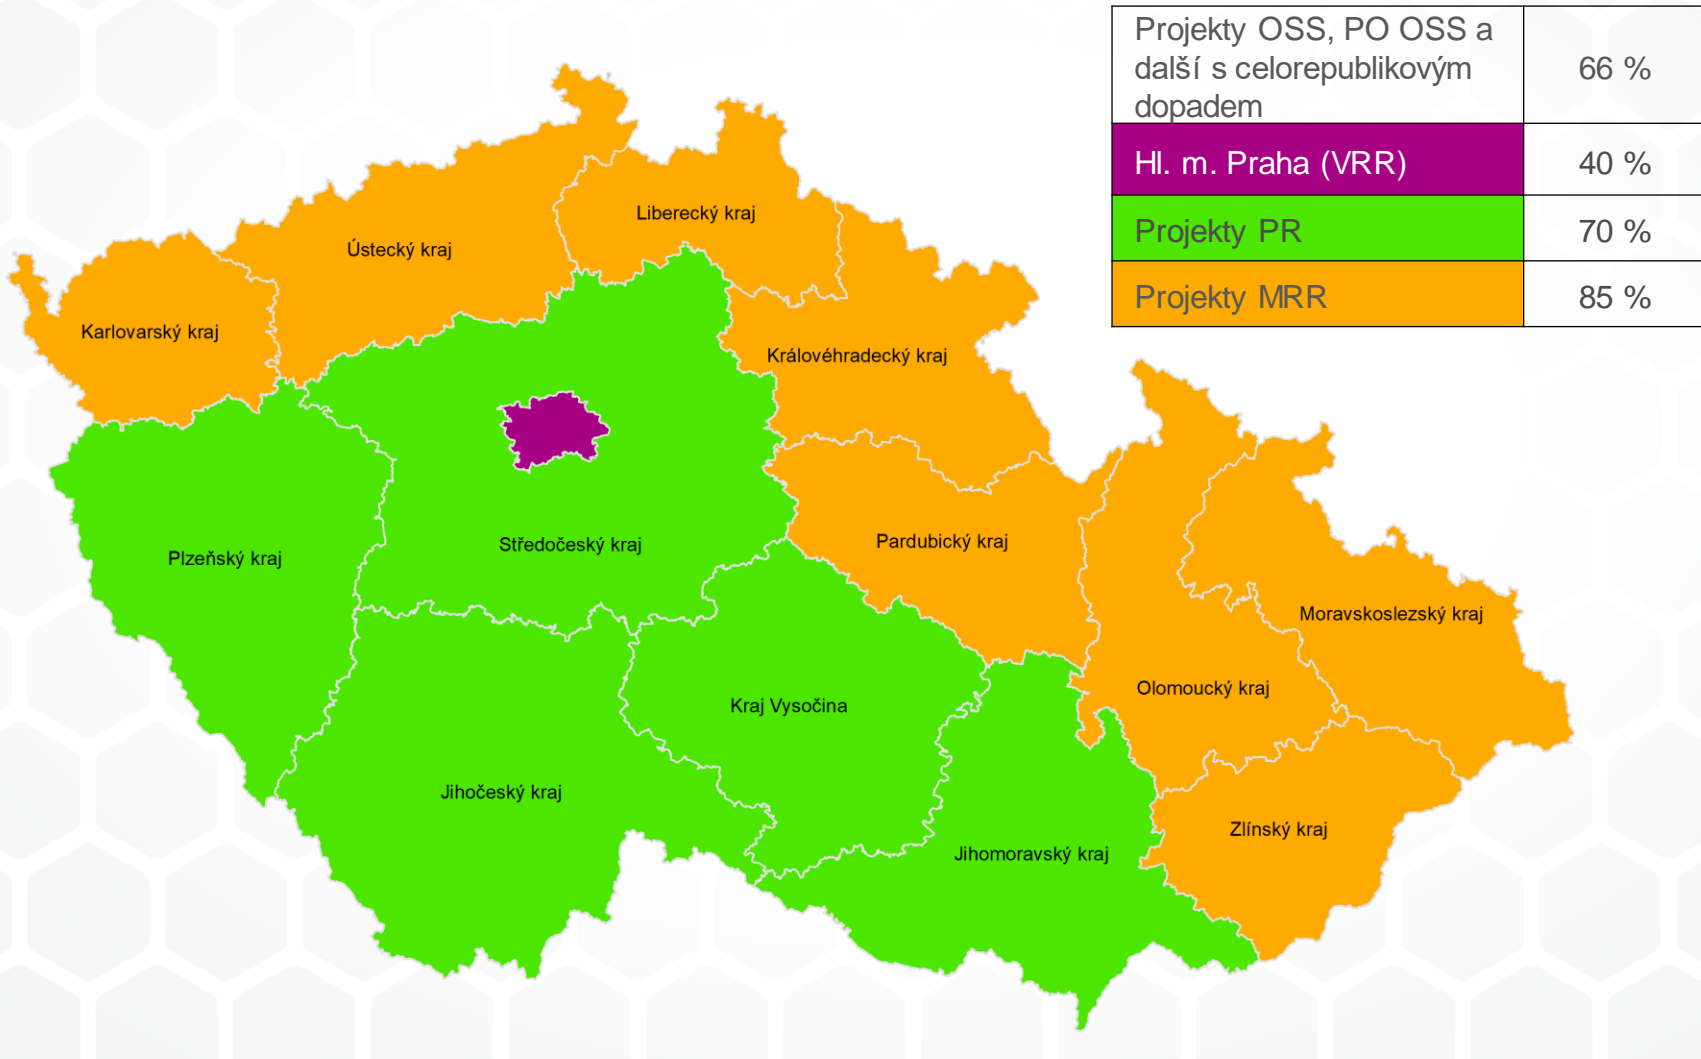 Projekty OSS, PO OSS a
další s celorepublikovým
dopadem
66 %
Hl. m. Praha (VRR)
40 %
Projekty PR
70 %
Projekty MRR
85 %
Liberecký kraj
Ústecký kraj
Karlovarský kraj
Královéhradecký kraj
Pardubický kraj
Středočeský kraj
Plzeňský kraj
Moravskoslezský kraj
Olomoucký kraj
Kraj Vysočina
Jihočeský kraj
Zlínský kraj
Jihomoravský kraj